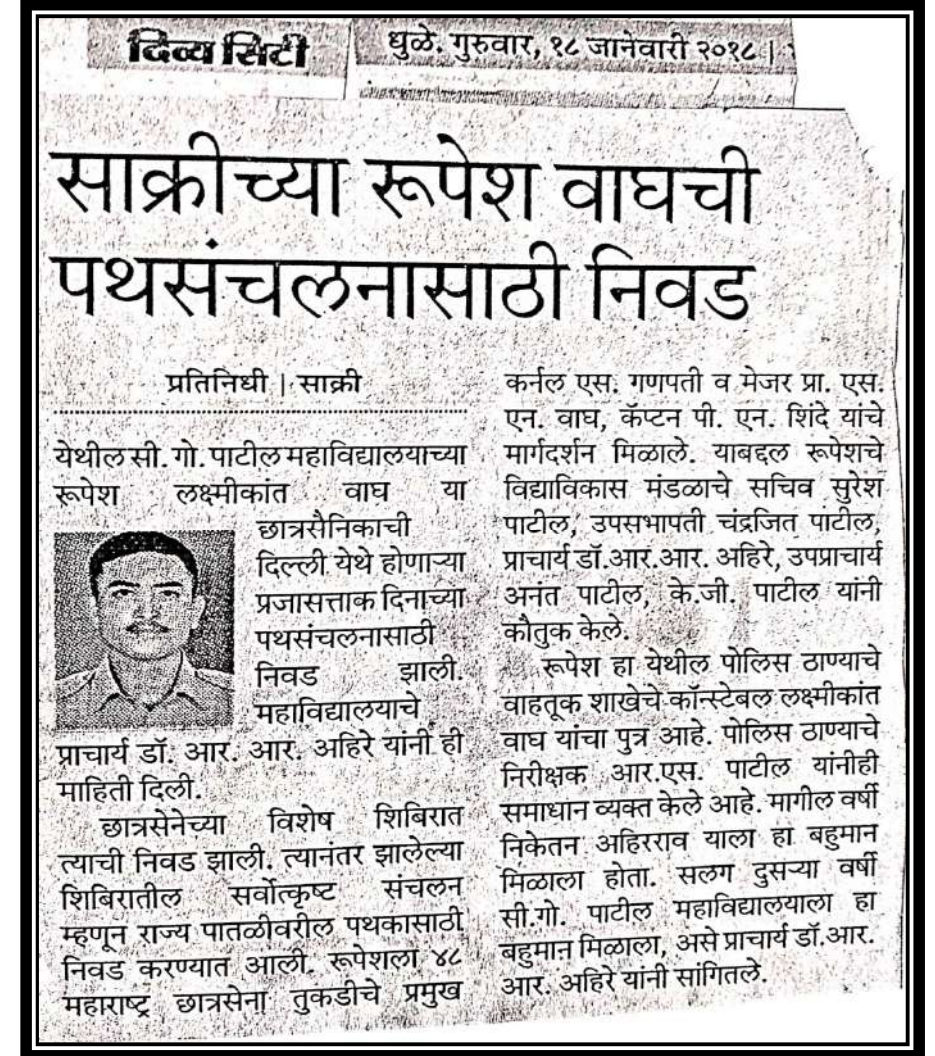 दिव्य सिटी
धुळे. गुरुवार, १८ जानेवारी २०१८ |
साक्रीच्या रूपेश वाघची
पथसंचलनासाठी निवड
प्रतिनिधी | साक्री
येथील सी. गो. पाटील महाविद्यालयाच्या
रूपेश लक्ष्मीकांत वाघ या
छात्रसैनिकाची
दिल्ली येथे होणाऱ्या
प्रजासत्ताक दिनाच्या
पथसंचलनासाठी
निवड झाली.
महाविद्यालयाचे
प्राचार्य डॉ. आर. आर. अहिरे यांनी ही
माहिती दिली.
छात्रसेनेच्या विशेष शिबिरात
त्याची निवड झाली. त्यानंतर झालेल्या
शिबिरातील सर्वोत्कृष्ट संचलन
म्हणून राज्य पातळीवरील पथकासाठी
निवड करण्यात आली. रूपेशला ४८
महाराष्ट्र छात्रसेना तुकडीचे प्रमुख
कर्नल एस. गणपती व मेजर प्रा. एस.
एन. वाघ, कॅप्टन पी. एन. शिंदे यांचे
मार्गदर्शन मिळाले. याबद्दल रूपेशचे
विद्याविकास मंडळाचे सचिव सुरेश
पाटील, उपसभापती चंद्रजित पाटील,
प्राचार्य डॉ.आर.आर. अहिरे, उपप्राचार्य
अनंत पाटील, के.जी. पाटील यांनी
कौतुक केले.
रूपेश हा येथील पोलिस ठाण्याचे
वाहतूक शाखेचे कॉन्स्टेबल लक्ष्मीकांत
वाघ यांचा पुत्र आहे. पोलिस ठाण्याचे
निरीक्षक आर.एस. पाटील यांनीही
समाधान व्यक्त केले आहे. मागील वर्षी
निकेतन अहिरराव याला हा बहुमान
मिळाला होता. सलग दुसऱ्या वर्षी
सी.गो. पाटील महाविद्यालयाला हा
बहुमान मिळाला, असे प्राचार्य डॉ.आर.
आर. अहिरे यांनी सांगितले.